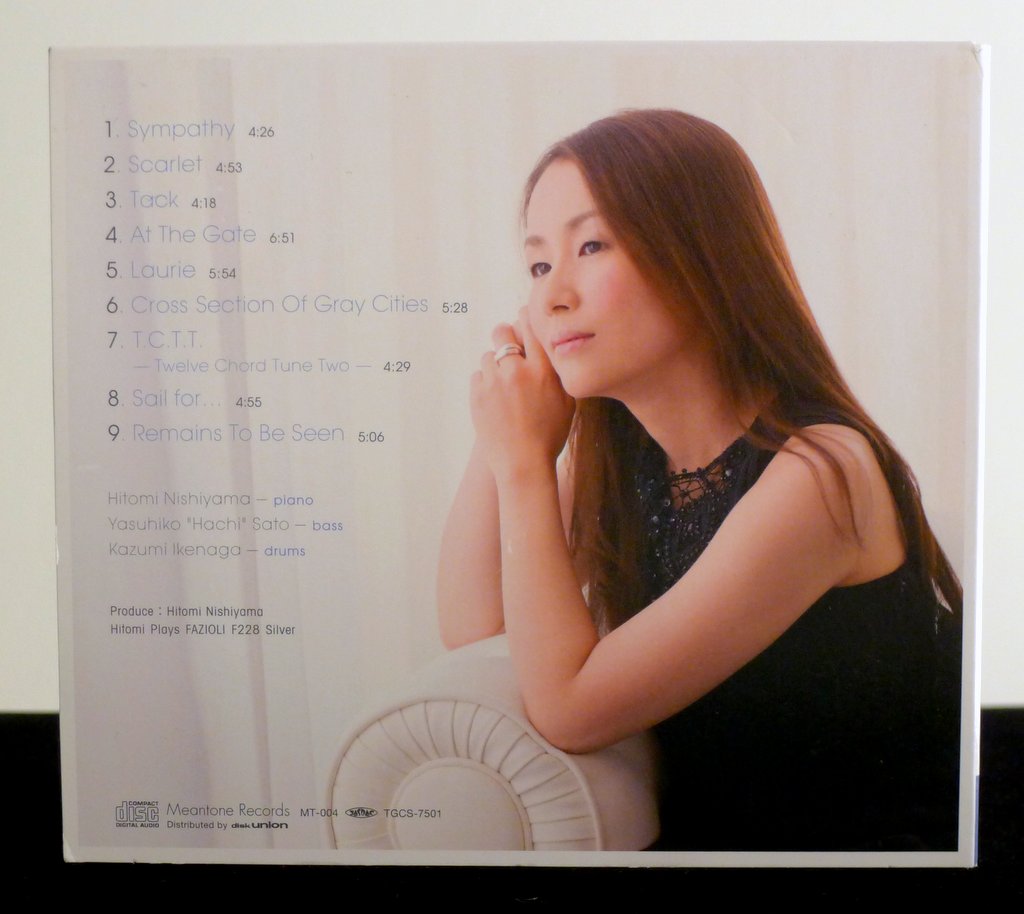 1. Sympathy 4:26
2. Scarlet 4:53
3. Tack 4:18
4. At The Gate 6:51
5. Laurie 5:54
6. Cross Section Of Gray Cities 5:28
7. T.C.T.T.
— Twelve Chord Tune Two — 4:29
8. Sail for... 4:55
9. Remains To Be Seen 5:06
Hitomi Nishiyama — piano
Yasuhiko "Hachi" Sato — bass
Kazumi Ikenaga — drums
Produce : Hitomi Nishiyama
Hitomi Plays FAZIOLI F228 Silver
COMPACT disc DIGITAL AUDIO
Meantone Records MT-004 TGCS-7501
Distributed by disk union